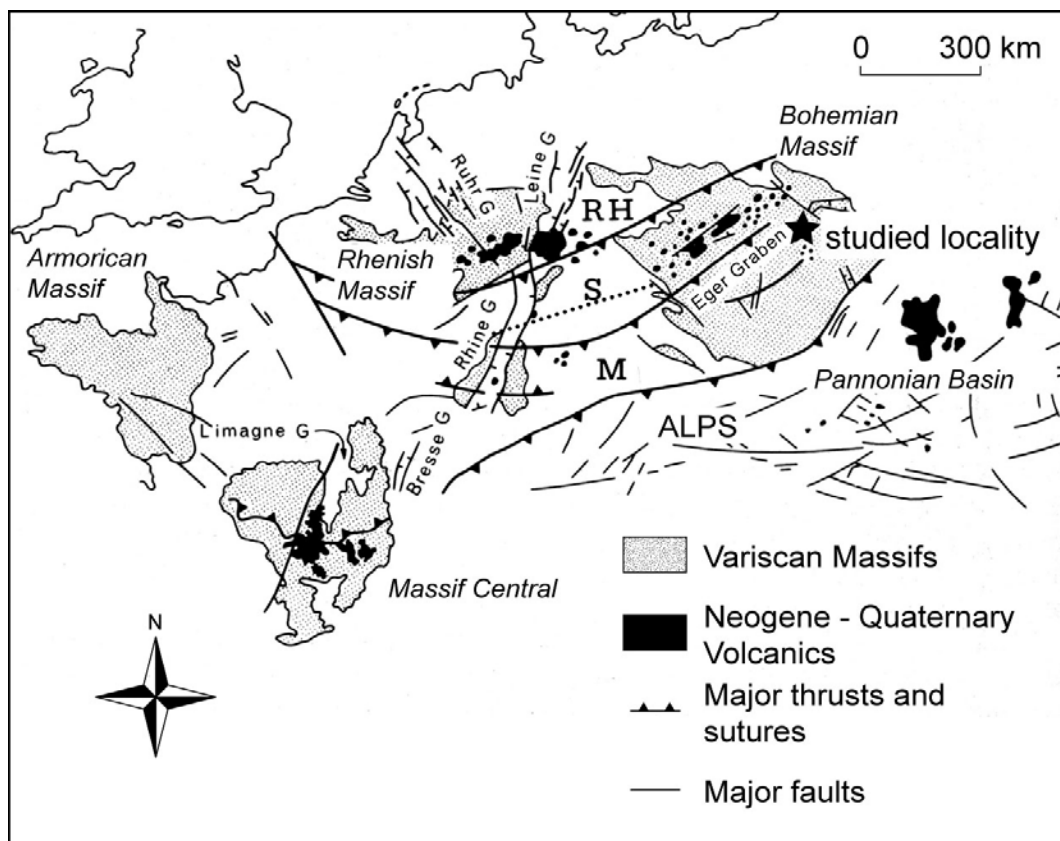 0 300 km
Bohemian
Massif
Leine G
Ruhr G
RH
studied locality
Armorican
Massif
Rhenish
Massif
Eger Graben
S
Rhine G
M
Pannonian Basin
ALPS
Limagne G
Bresse G
Variscan Massifs
Massif Central
N
Neogene - Quaternary
Volcanics
Major thrusts and
sutures
Major faults